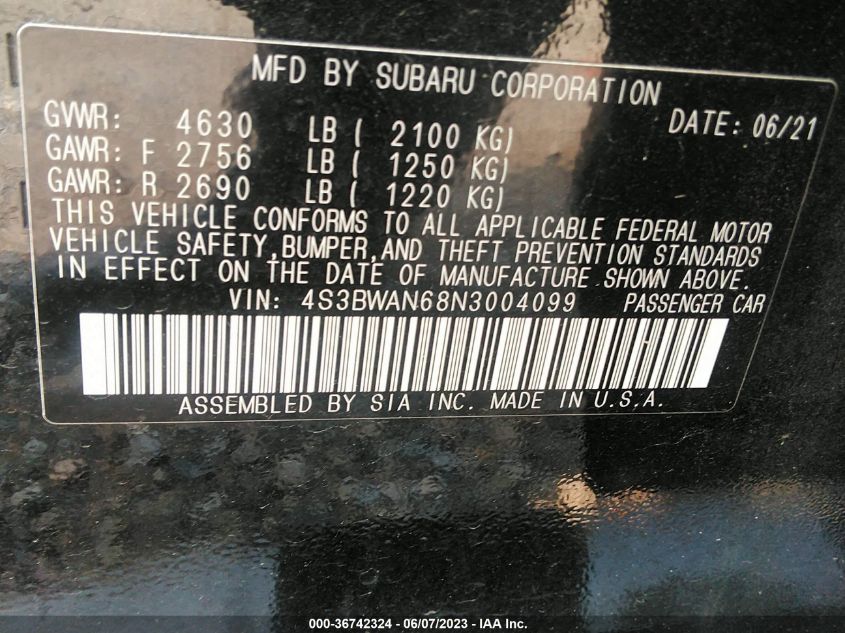 MFD BY SUBARU CORPORATION
GVWR: 4630 LB ( 2100 KG) DATE: 06/21
GAWR: F 2756 LB ( 1250 KG)
GAWR: R 2690 LB ( 1220 KG)
THIS VEHICLE CONFORMS TO ALL APPLICABLE FEDERAL MOTOR
VEHICLE SAFETY, BUMPER, AND THEFT PREVENTION STANDARDS
IN EFFECT ON THE DATE OF MANUFACTURE SHOWN ABOVE.
VIN: 4S3BWAN68N3004099 PASSENGER CAR
ASSEMBLED BY SIA INC. MADE IN U.S.A.
000-36742324 | 06/07/2023 - IAA Inc.